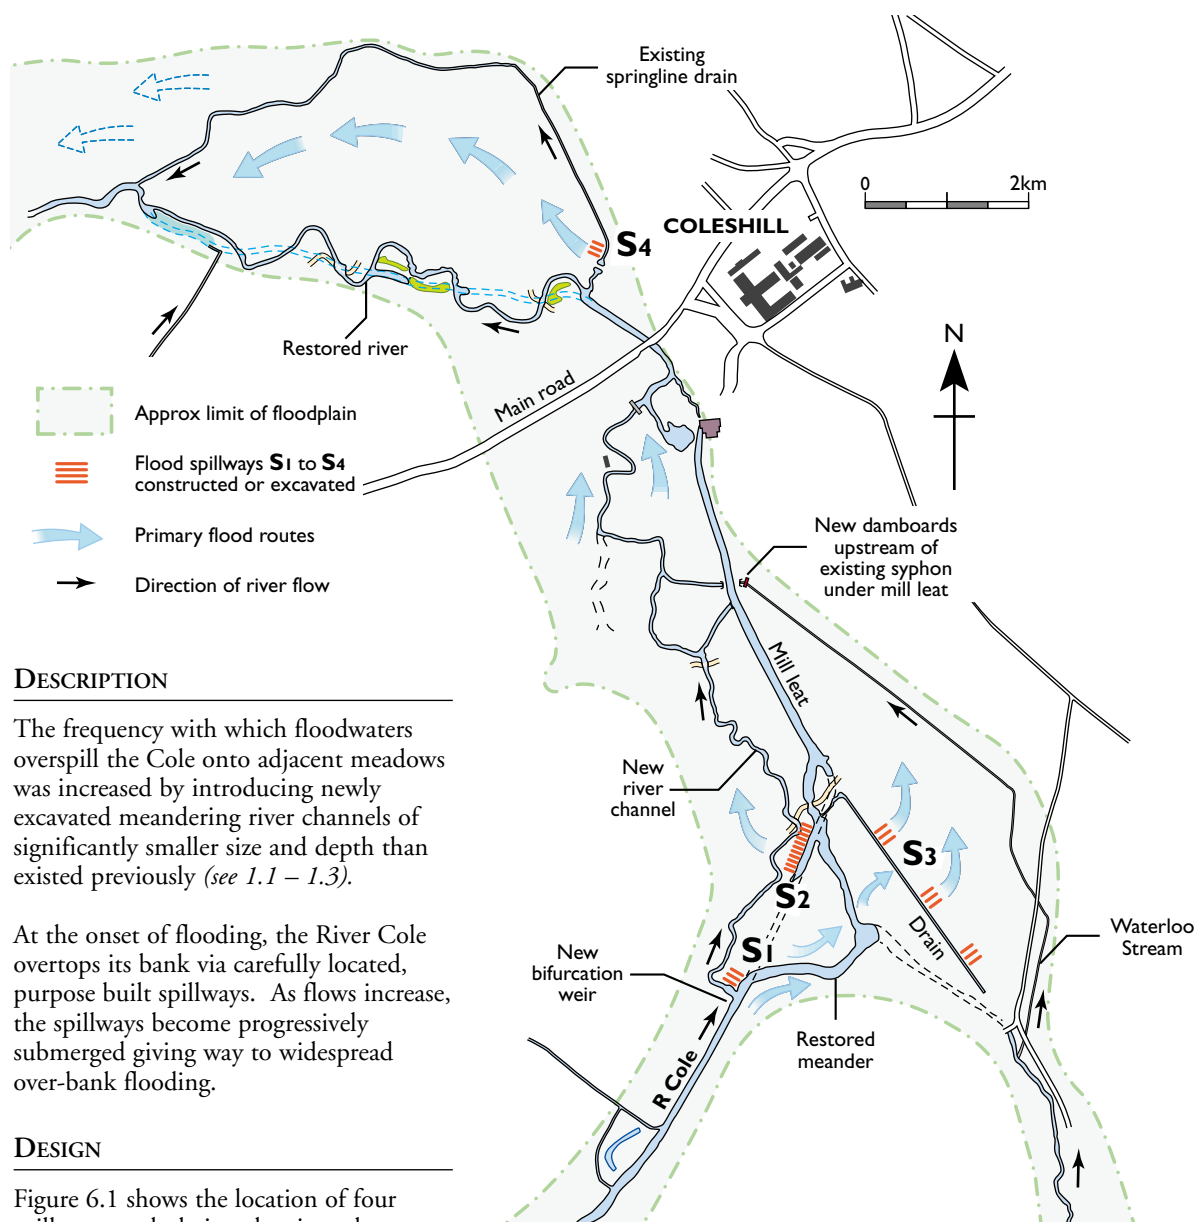 Existing
springline drain
0 2km
COLESHILL
S4
N
Restored river
Main road
Approx limit of floodplain
Flood spillways S1 to S4
constructed or excavated
Primary flood routes
Direction of river flow
New damboards
upstream of
existing syphon
under mill leat
Mill leat
New
river
channel
S3
S2
Drain
S1
Waterloo
Stream
New
bifurcation
weir
Restored
meander
R Cole
DESCRIPTION
The frequency with which floodwaters
overspill the Cole onto adjacent meadows
was increased by introducing newly
excavated meandering river channels of
significantly smaller size and depth than
existed previously (see 1.1 – 1.3).
At the onset of flooding, the River Cole
overtops its bank via carefully located,
purpose built spillways. As flows increase,
the spillways become progressively
submerged giving way to widespread
over-bank flooding.
DESIGN
Figure 6.1 shows the location of four